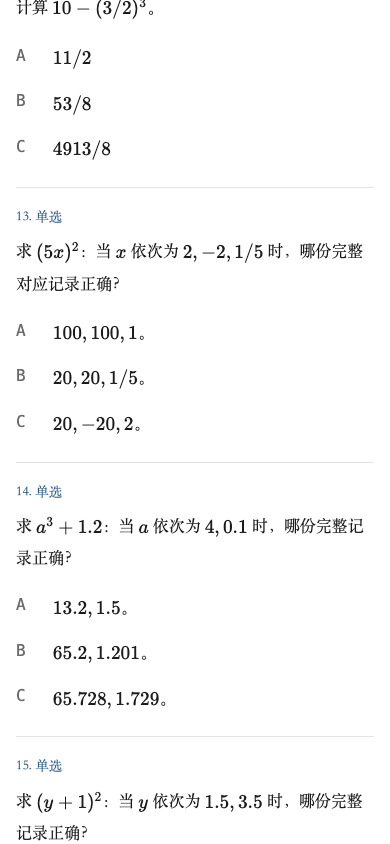 计算 10 − (3/2)³。
A 11/2
B 53/8
C 4913/8
13. 单选
求 (5x)²：当 x 依次为 2, −2, 1/5 时，哪份完整
对应记录正确？
A 100, 100, 1。
B 20, 20, 1/5。
C 20, −20, 2。
14. 单选
求 a³ + 1.2：当 a 依次为 4, 0.1 时，哪份完整记
录正确？
A 13.2, 1.5。
B 65.2, 1.201。
C 65.728, 1.729。
15. 单选
求 (y + 1)²：当 y 依次为 1.5, 3.5 时，哪份完整
记录正确？